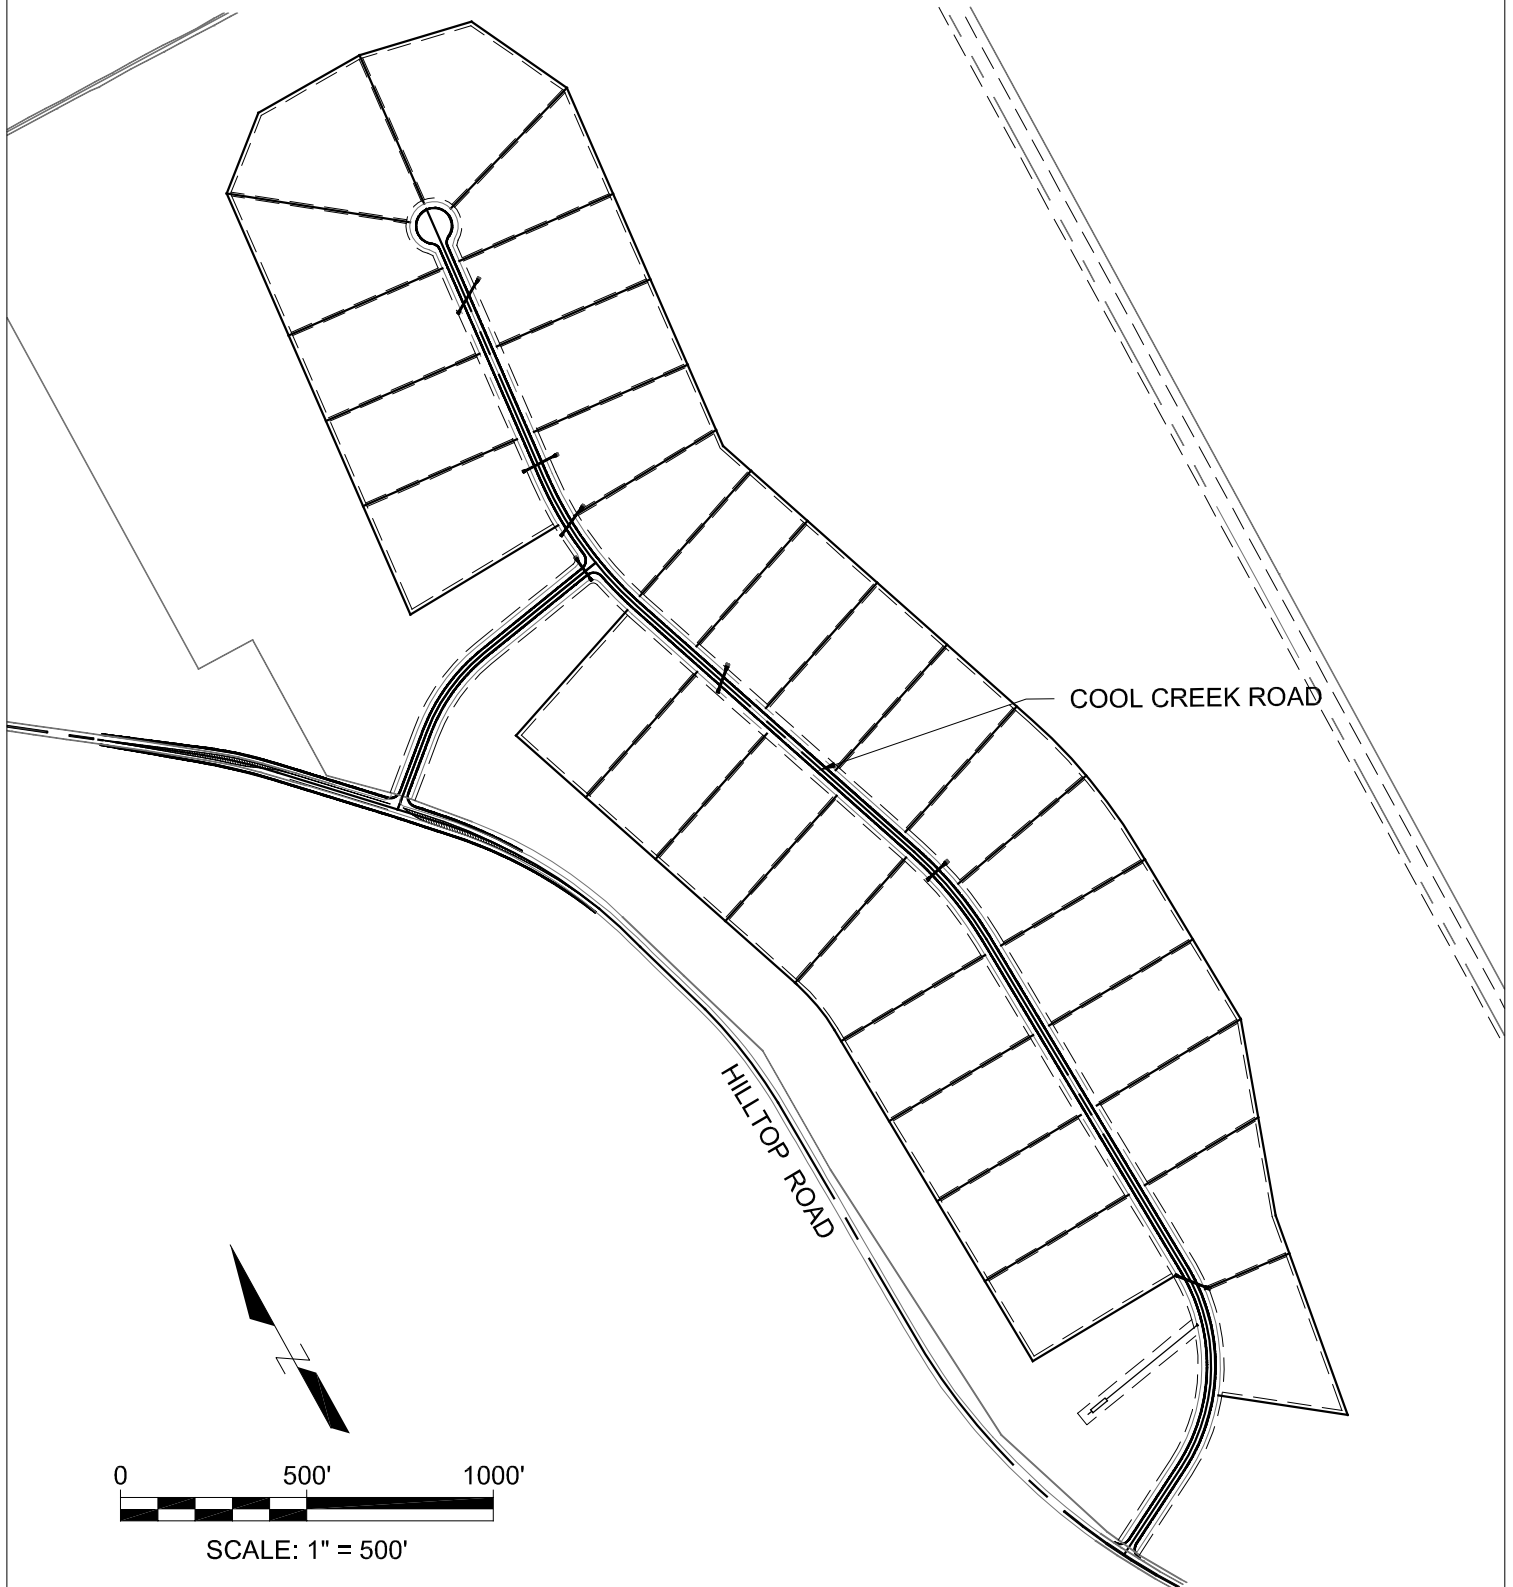 COOL CREEK ROAD
HILLTOP ROAD
N
0 500' 1000'
SCALE: 1" = 500'